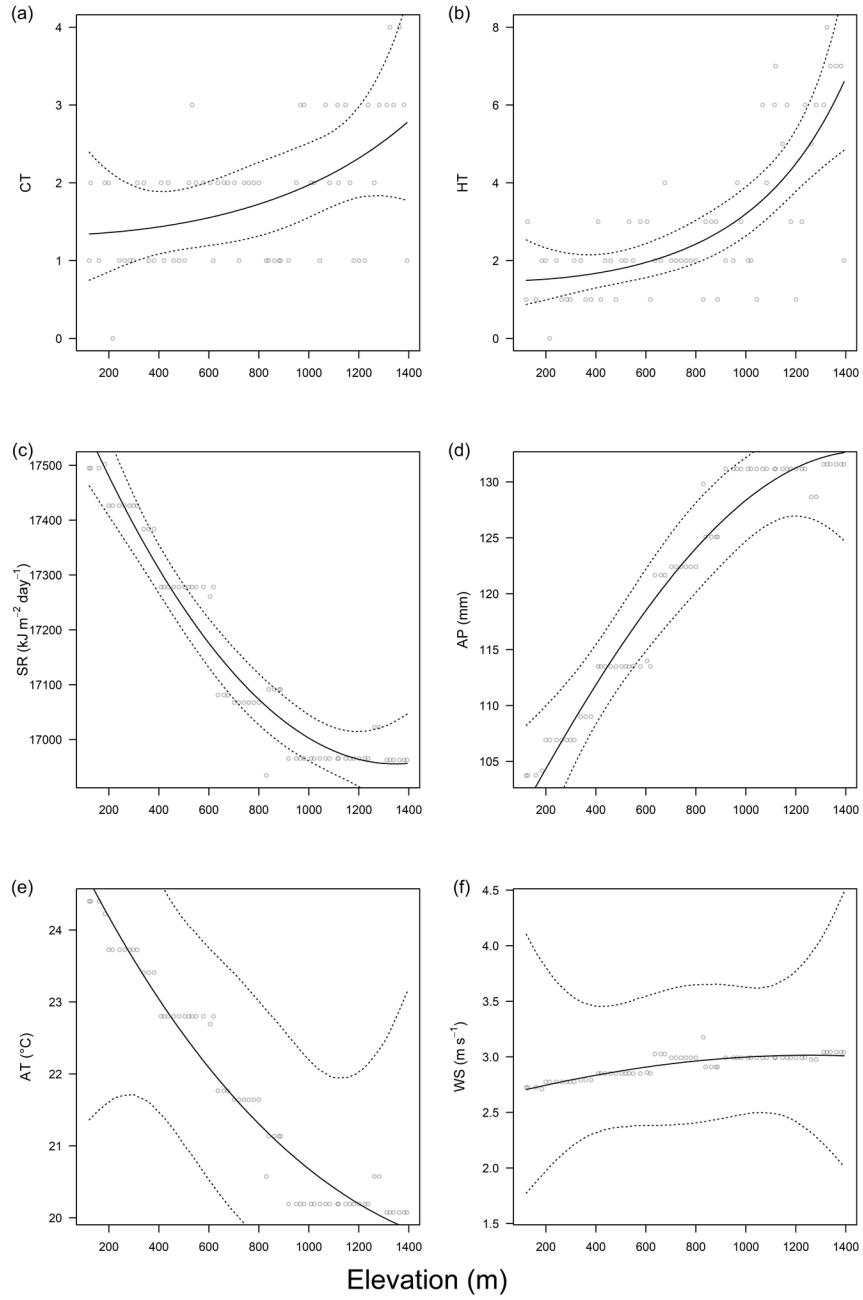 (a)
CT
4
3
2
1
0
200 400 600 800 1000 1200 1400
(b)
HT
8
6
4
2
0
200 400 600 800 1000 1200 1400
(c)
SR (kJ m⁻² day⁻¹)
17500
17400
17300
17200
17100
17000
200 400 600 800 1000 1200 1400
(d)
AP (mm)
130
125
120
115
110
105
200 400 600 800 1000 1200 1400
(e)
AT (°C)
24
23
22
21
20
200 400 600 800 1000 1200 1400
(f)
WS (m s⁻¹)
4.5
4.0
3.5
3.0
2.5
2.0
1.5
200 400 600 800 1000 1200 1400
Elevation (m)